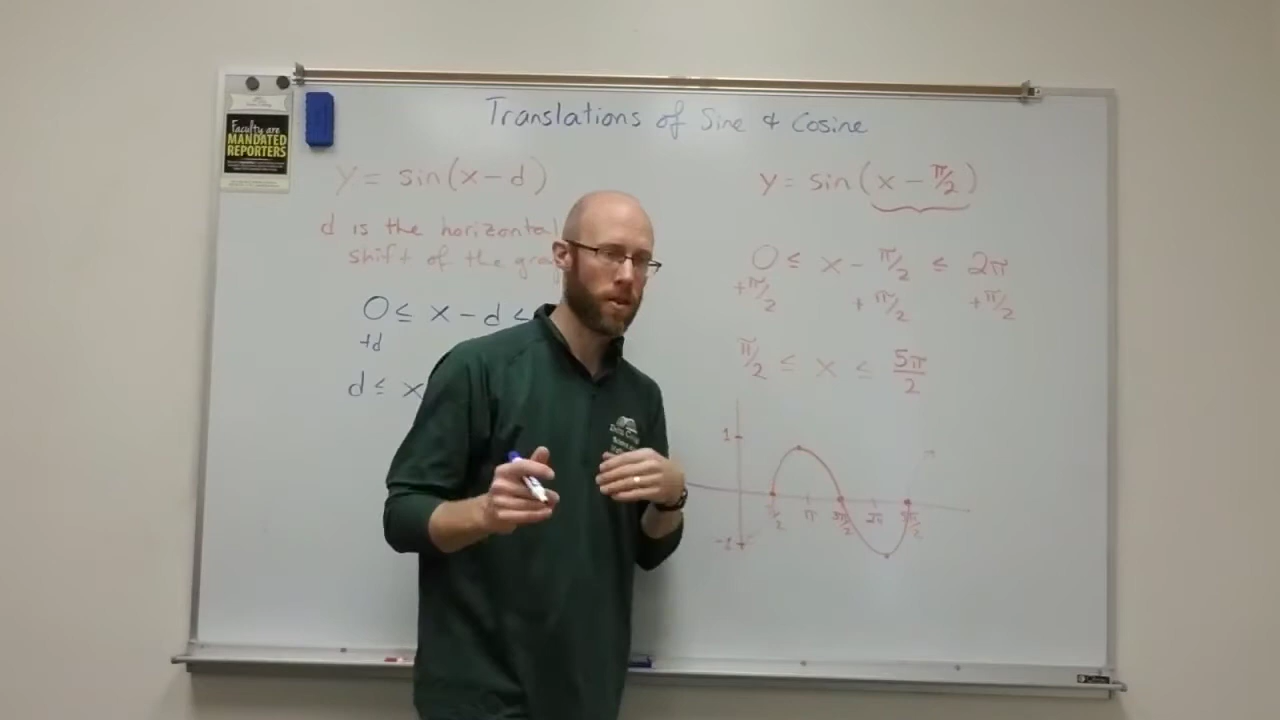 Translations of Sine & Cosine
Faculty are
MANDATED
REPORTERS
y = sin(x-d)
d is the horizontal
shift of the
0 ≤ x - d ≤
+d
d ≤ x
y = sin(x - π/2)
0 ≤ x - π/2 ≤ 2π
+π/2 +π/2 +π/2
π/2 ≤ x ≤ 5π/2
1
π/2 π 3π/2 2π 5π/2
-1